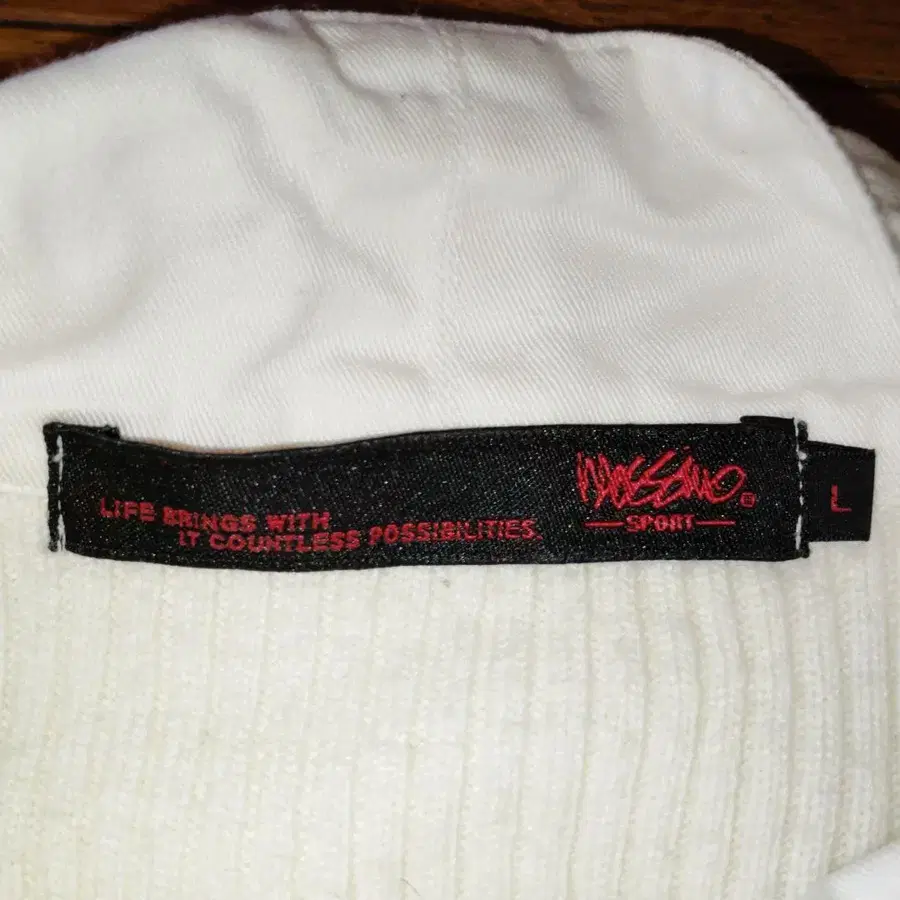 LIFE BRINGS WITH
IT COUNTLESS POSSIBILITIES.
MOSSIMO
SPORT
L